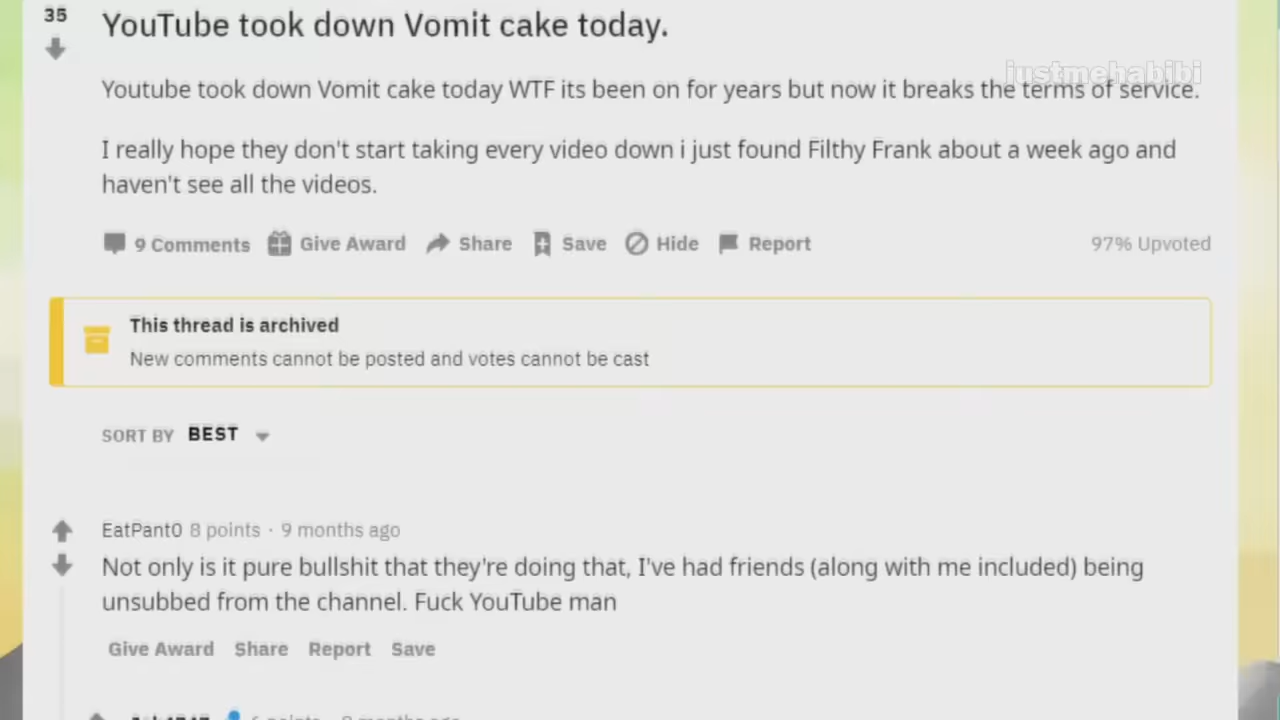 35
YouTube took down Vomit cake today.
justmehabibi
Youtube took down Vomit cake today WTF its been on for years but now it breaks the terms of service.
I really hope they don't start taking every video down i just found Filthy Frank about a week ago and
haven't see all the videos.
9 Comments Give Award Share Save Hide Report 97% Upvoted
This thread is archived
New comments cannot be posted and votes cannot be cast
SORT BY BEST
EatPant0 8 points · 9 months ago
Not only is it pure bullshit that they're doing that, I've had friends (along with me included) being
unsubbed from the channel. Fuck YouTube man
Give Award Share Report Save